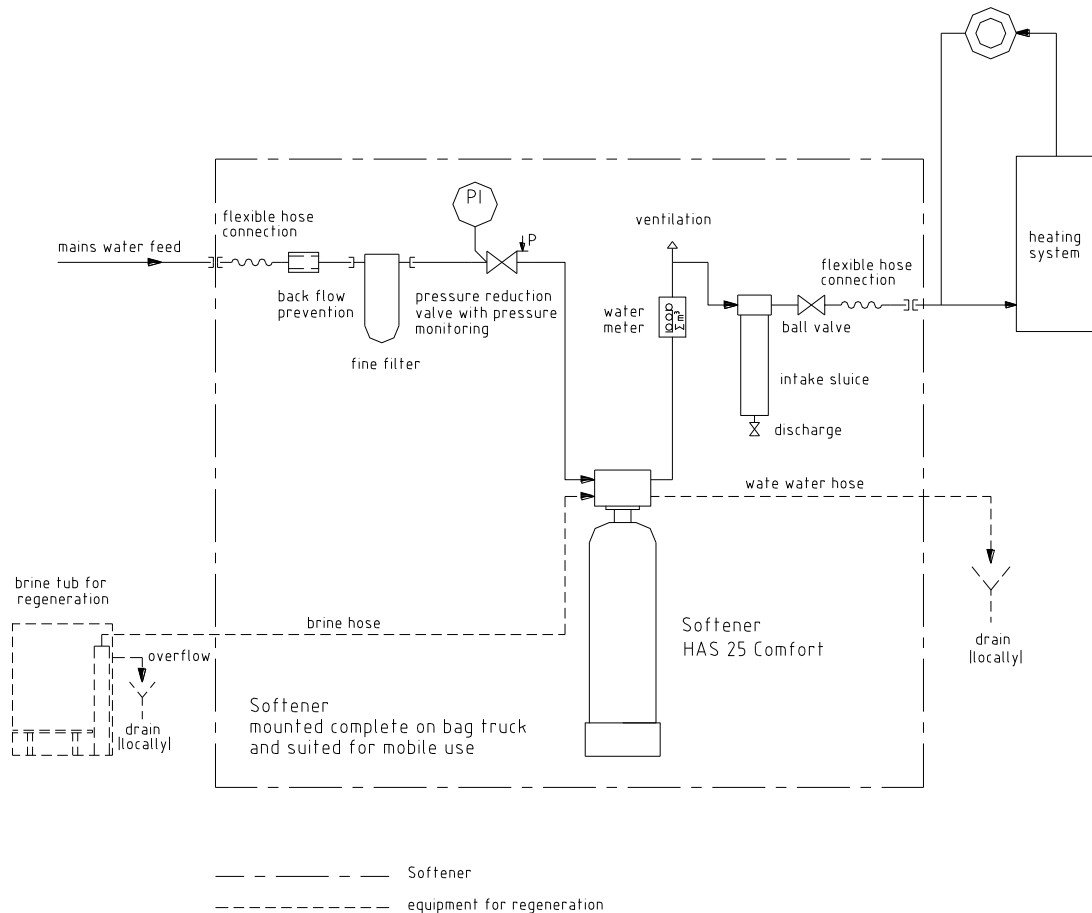 PI
flexible hose
connection
mains water feed
P
back flow
prevention
pressure reduction
valve with pressure
monitoring
fine filter
ventilation
water
meter
Σm³
flexible hose
connection
ball valve
heating
system
intake sluice
discharge
wate water hose
drain
|locally|
brine tub for
regeneration
brine hose
overflow
drain
|locally|
Softener
HAS 25 Comfort
Softener
mounted complete on bag truck
and suited for mobile use
Softener
equipment for regeneration